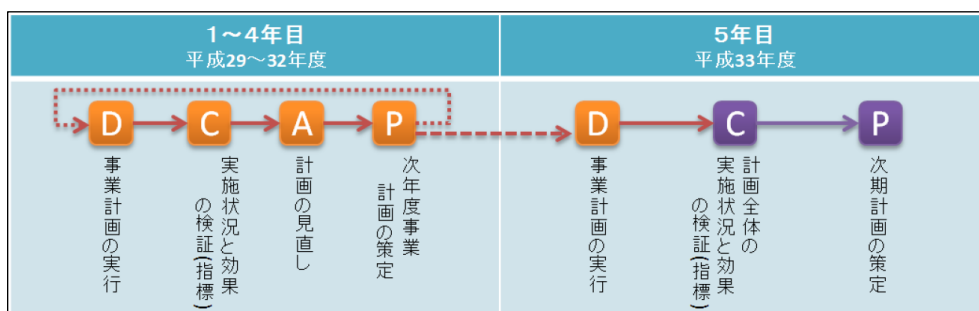 1～4年目
平成29～32年度
5年目
平成33年度
D
C
A
P
D
C
P
事業計画の実行
実施状況と効果
の検証(指標)
計画の見直し
次年度事業
計画の策定
事業計画の実行
計画全体の
実施状況と効果
の検証(指標)
次期計画の策定